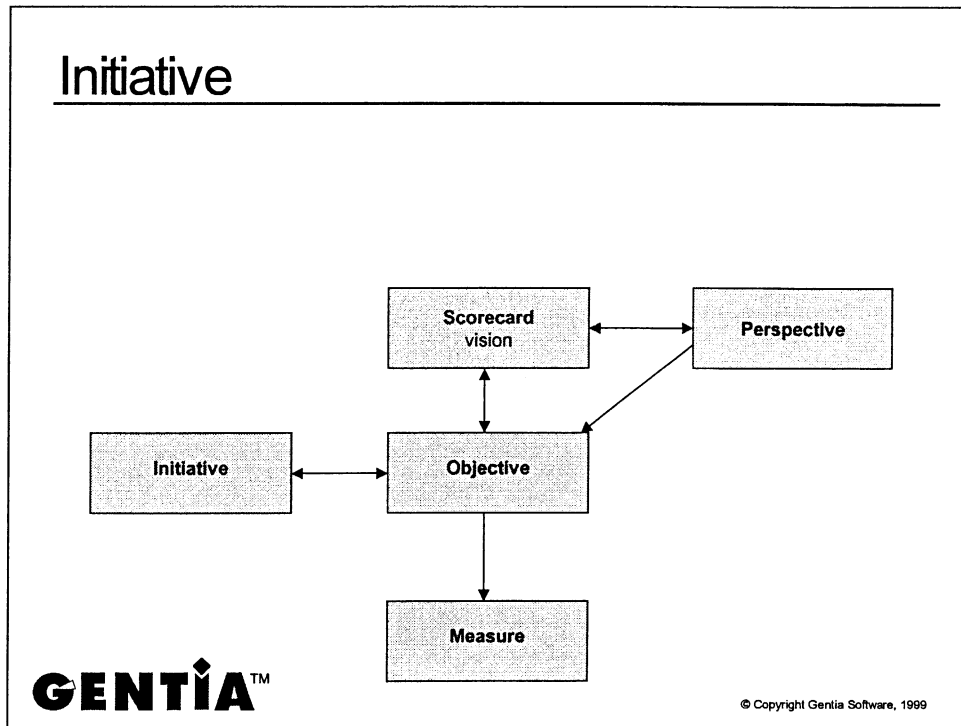 Initiative
Scorecard
vision
Perspective
Initiative
Objective
Measure
GENTIA™
© Copyright Gentia Software, 1999